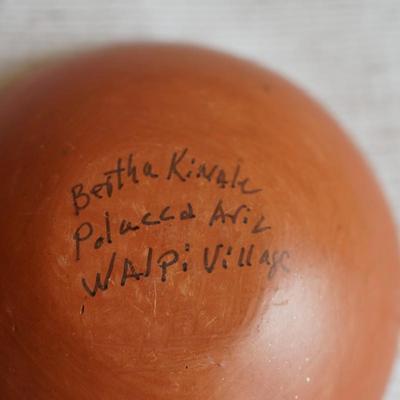 Bertha Kinale
Polacca Ariz
WAlPi Village